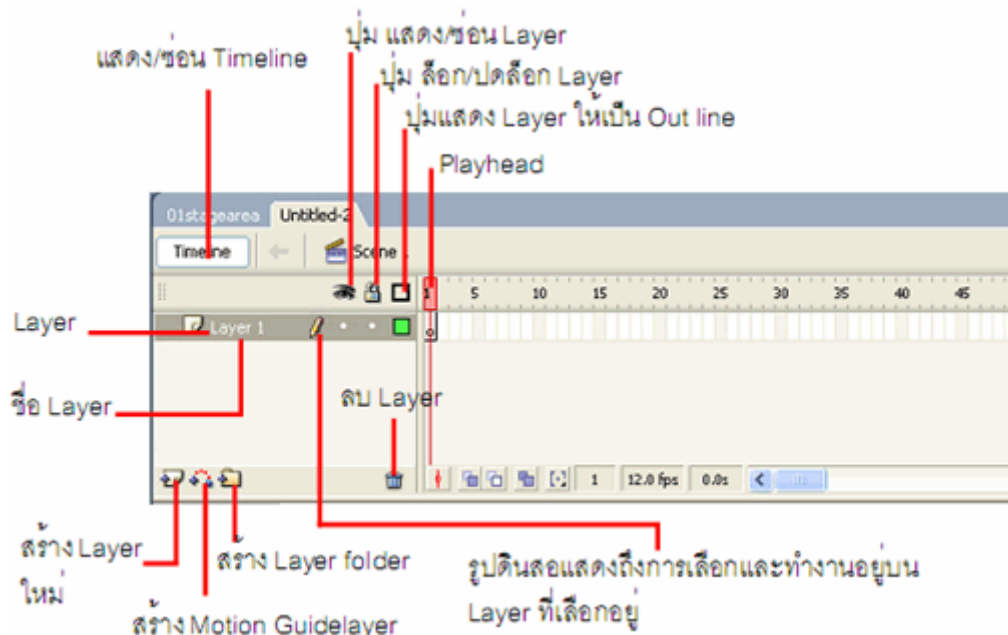 ปุ่ม แสดง/ซ่อน Layer
แสดง/ซ่อน Timeline
ปุ่ม ล็อก/ปดล็อก Layer
ปุ่มแสดง Layer ให้เป็น Out line
Playhead
01stagearea Untitled-2
Timeline Scene
1 5 10 15 20 25 30 35 40 45
Layer
Layer 1
ชื่อ Layer
ลบ Layer
1 12.0 fps 0.0s
สร้าง Layer
ใหม่
สร้าง Layer folder
สร้าง Motion Guidelayer
รูปดินสอแสดงถึงการเลือกและทำงานอยู่บน
Layer ที่เลือกอยู่